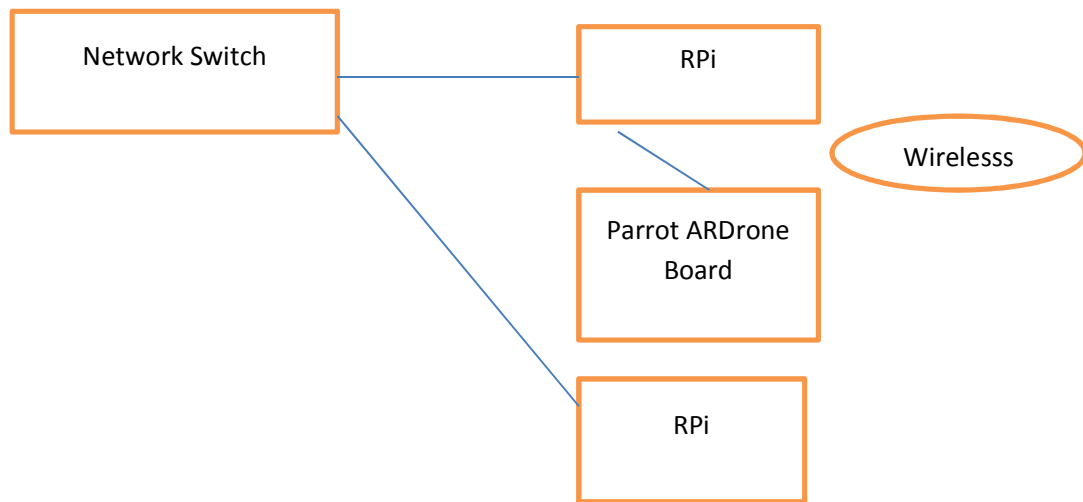 Network Switch
RPi
Wirelesss
Parrot ARDrone
Board
RPi